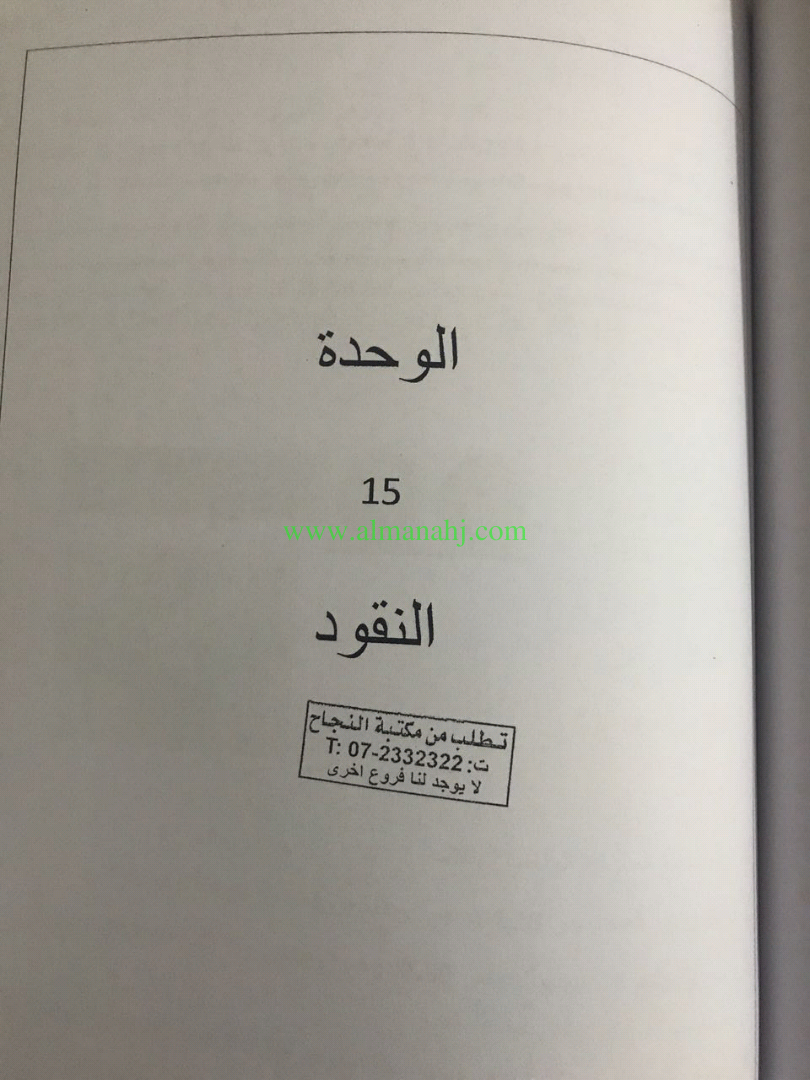 الوحدة
15
www.almanahj.com
النقود
تطلب من مكتبة النجاح
ت: T: 07-2332322
لا يوجد لنا فروع اخرى